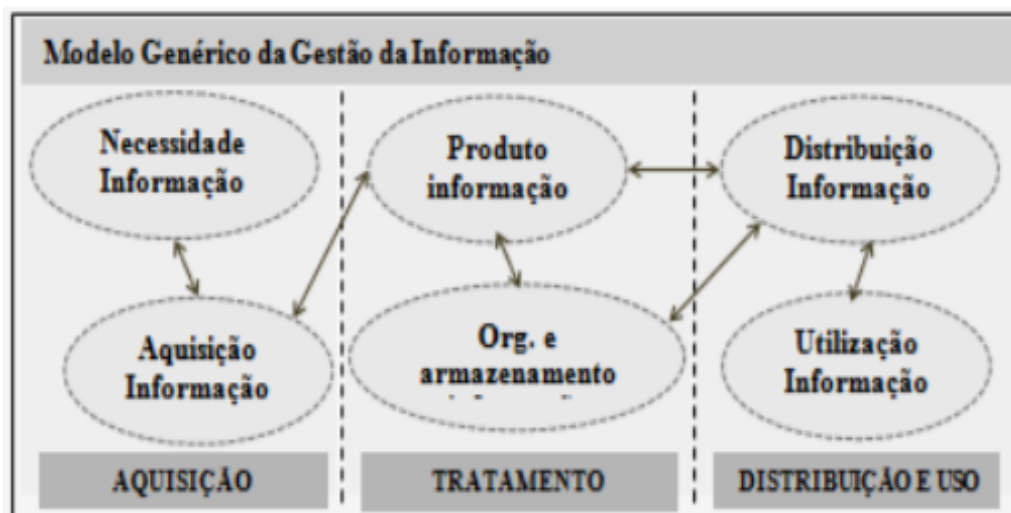 Modelo Genérico da Gestão da Informação
Necessidade
Informação
Produto
informação
Distribuição
Informação
Aquisição
Informação
Org. e
armazenamento
Utilização
Informação
AQUISIÇÃO
TRATAMENTO
DISTRIBUIÇÃO E USO